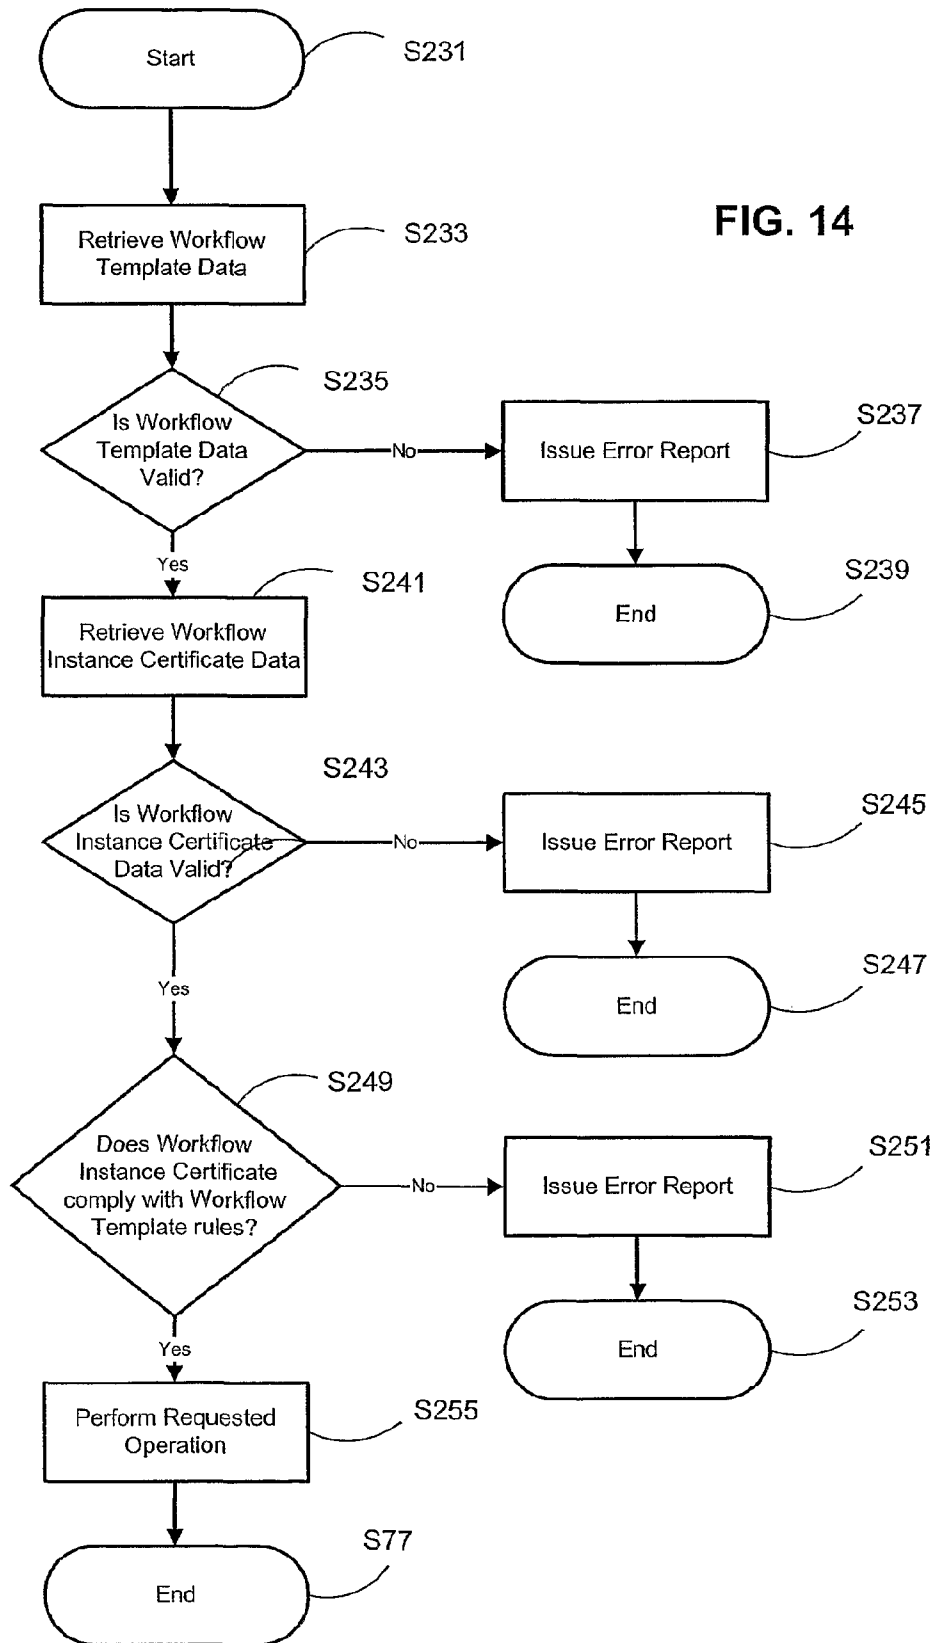 Start
S231
FIG. 14
Retrieve Workflow
Template Data
S233
S235
Is Workflow
Template Data
Valid?
No
Issue Error Report
S237
Yes
End
S239
S241
Retrieve Workflow
Instance Certificate Data
S243
Is Workflow
Instance Certificate
Data Valid?
No
Issue Error Report
S245
Yes
End
S247
S249
Does Workflow
Instance Certificate
comply with Workflow
Template rules?
No
Issue Error Report
S251
Yes
End
S253
Perform Requested
Operation
S255
S77
End